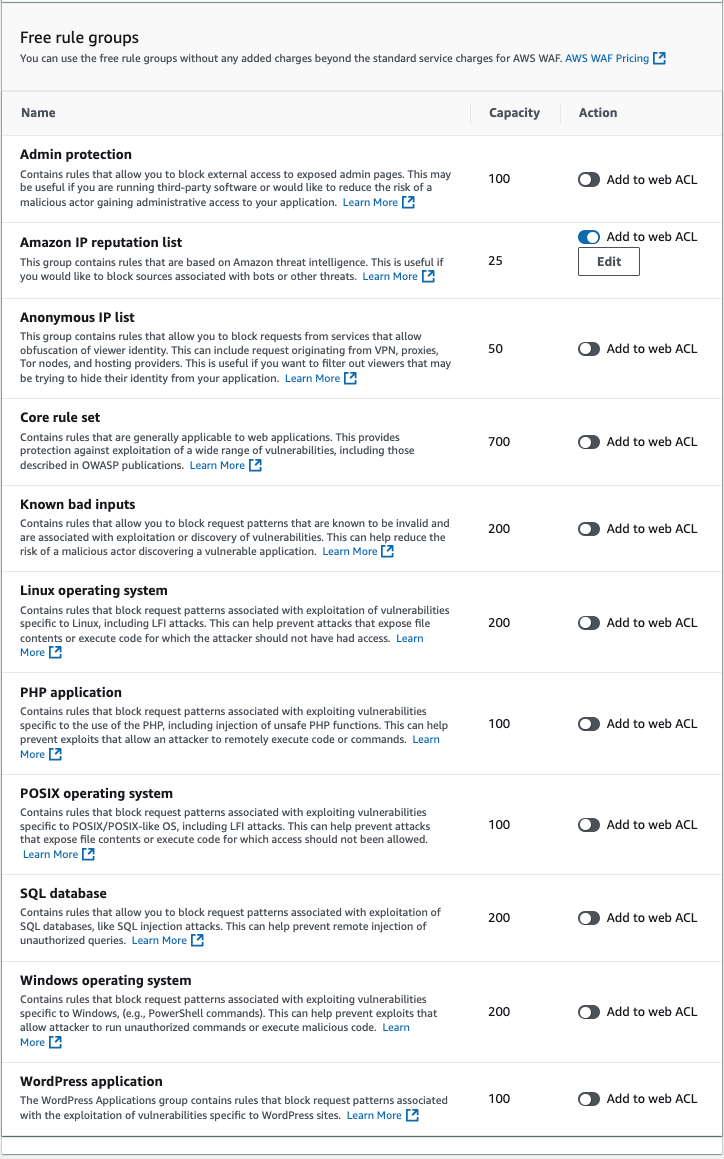 Free rule groups
You can use the free rule groups without any added charges beyond the standard service charges for AWS WAF. AWS WAF Pricing
Name Capacity Action
Admin protection
Contains rules that allow you to block external access to exposed admin pages. This may
be useful if you are running third-party software or would like to reduce the risk of a
malicious actor gaining administrative access to your application. Learn More
100
Add to web ACL
Amazon IP reputation list
This group contains rules that are based on Amazon threat intelligence. This is useful if
you would like to block sources associated with bots or other threats. Learn More
25
Add to web ACL
Edit
Anonymous IP list
This group contains rules that allow you to block requests from services that allow
obfuscation of viewer identity. This can include request originating from VPN, proxies,
Tor nodes, and hosting providers. This is useful if you want to filter out viewers that may
be trying to hide their identity from your application. Learn More
50
Add to web ACL
Core rule set
Contains rules that are generally applicable to web applications. This provides
protection against exploitation of a wide range of vulnerabilities, including those
described in OWASP publications. Learn More
700
Add to web ACL
Known bad inputs
Contains rules that allow you to block request patterns that are known to be invalid and
are associated with exploitation or discovery of vulnerabilities. This can help reduce the
risk of a malicious actor discovering a vulnerable application. Learn More
200
Add to web ACL
Linux operating system
Contains rules that block request patterns associated with exploitation of vulnerabilities
specific to Linux, including LFI attacks. This can help prevent attacks that expose file
contents or execute code for which the attacker should not have had access. Learn
More
200
Add to web ACL
PHP application
Contains rules that block request patterns associated with exploiting vulnerabilities
specific to the use of the PHP, including injection of unsafe PHP functions. This can help
prevent exploits that allow an attacker to remotely execute code or commands. Learn
More
100
Add to web ACL
POSIX operating system
Contains rules that block request patterns associated with exploiting vulnerabilities
specific to POSIX/POSIX-like OS, including LFI attacks. This can help prevent attacks
that expose file contents or execute code for which access should not been allowed.
Learn More
100
Add to web ACL
SQL database
Contains rules that allow you to block request patterns associated with exploitation of
SQL databases, like SQL injection attacks. This can help prevent remote injection of
unauthorized queries. Learn More
200
Add to web ACL
Windows operating system
Contains rules that block request patterns associated with exploiting vulnerabilities
specific to Windows, (e.g., PowerShell commands). This can help prevent exploits that
allow attacker to run unauthorized commands or execute malicious code. Learn
More
200
Add to web ACL
WordPress application
The WordPress Applications group contains rules that block request patterns associated
with the exploitation of vulnerabilities specific to WordPress sites. Learn More
100
Add to web ACL